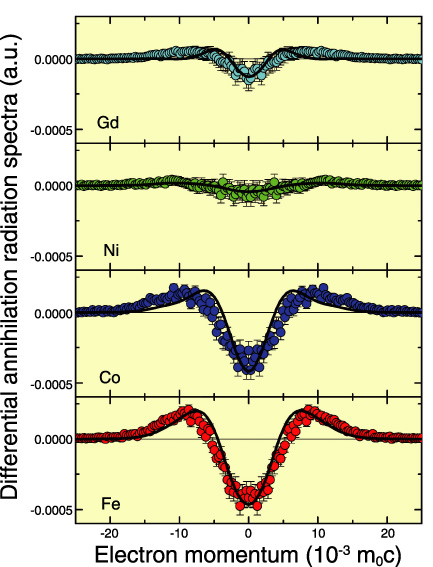 Differential annihilation radiation spectra (a.u.)
0.0000
-0.0005
Gd
0.0000
-0.0005
Ni
0.0000
-0.0005
Co
0.0000
-0.0005
Fe
-20 -10 0 10 20
Electron momentum (10⁻³ m₀c)